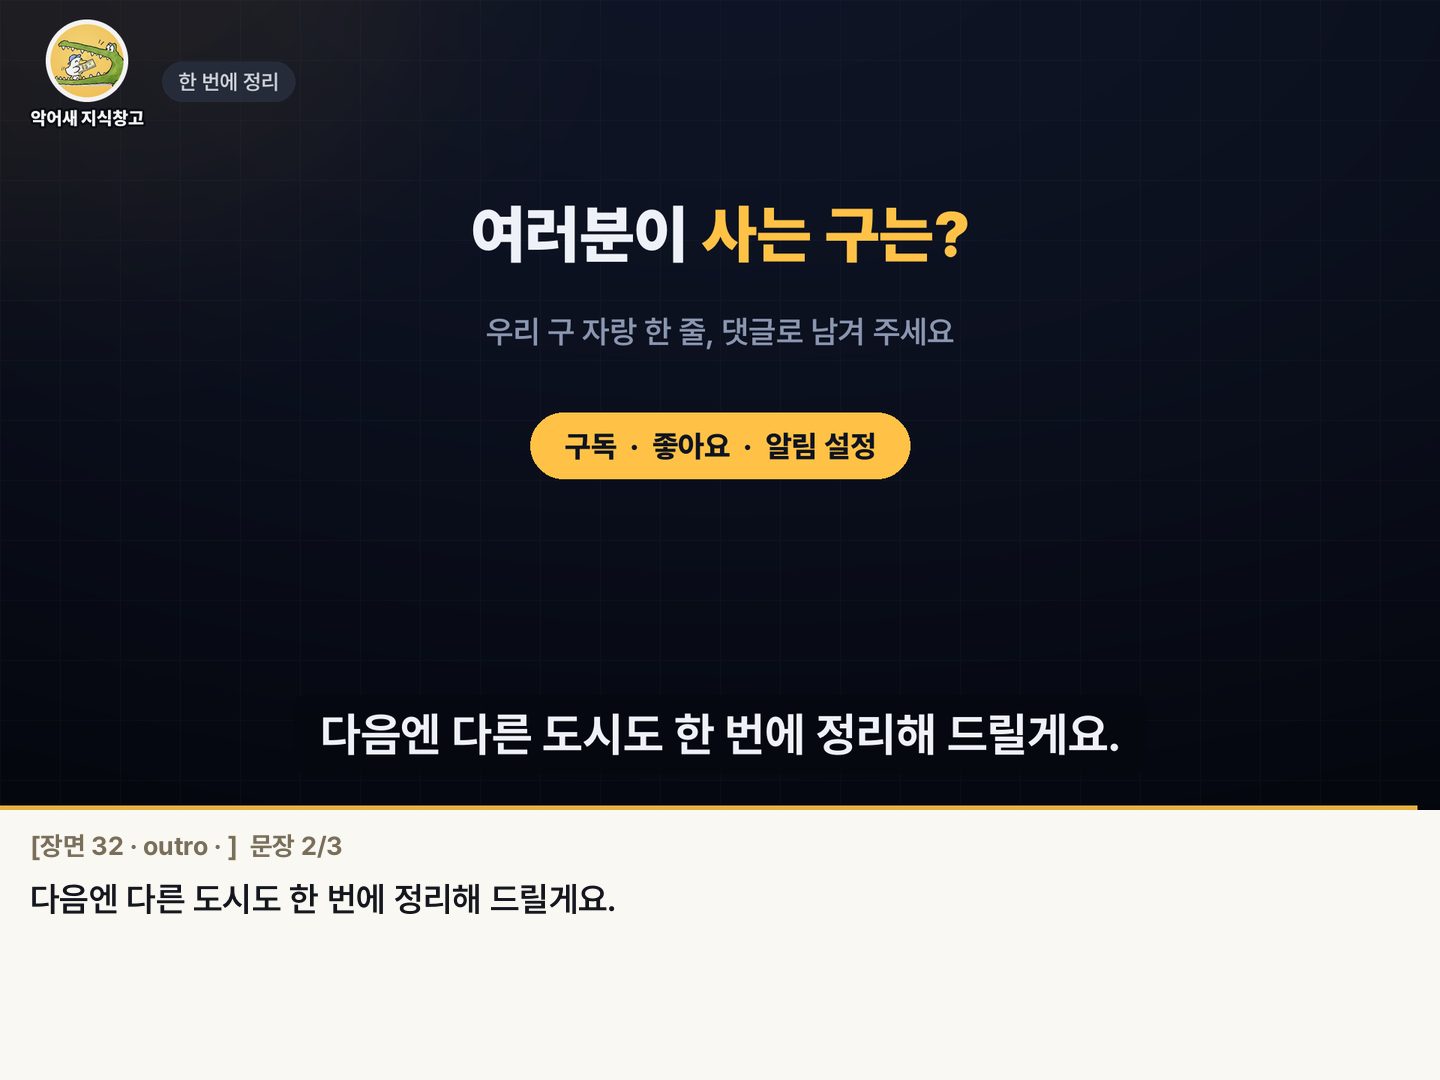 악어새 지식창고
한 번에 정리
여러분이 사는 구는?
우리 구 자랑 한 줄, 댓글로 남겨 주세요
구독 · 좋아요 · 알림 설정
다음엔 다른 도시도 한 번에 정리해 드릴게요.
[장면 32 · outro · ] 문장 2/3
다음엔 다른 도시도 한 번에 정리해 드릴게요.